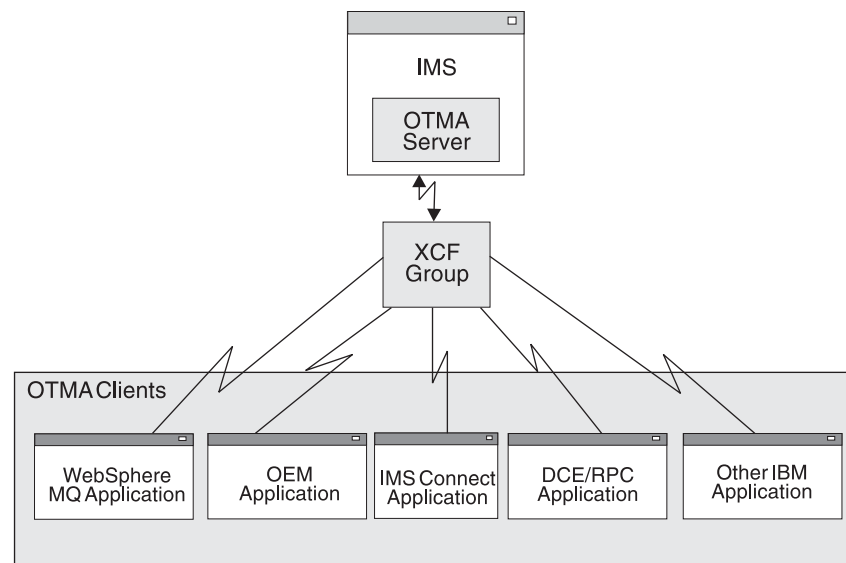 IMS
OTMA
Server
XCF
Group
OTMA Clients
WebSphere
MQ Application
OEM
Application
IMS Connect
Application
DCE/RPC
Application
Other IBM
Application